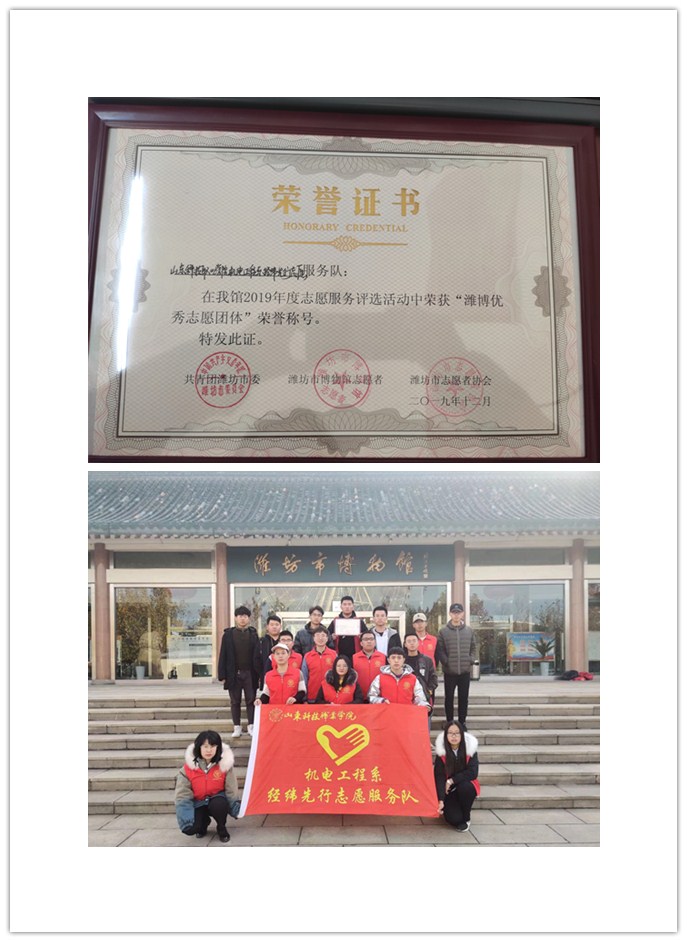 荣誉证书
HONORARY CREDENTIAL
服务队：
在我馆2019年度志愿服务评选活动中荣获“潍博优
秀志愿团体”荣誉称号。
特发此证。
共青团潍坊市委 潍坊市博物馆志愿者 潍坊市志愿者协会
二〇一九年十二月
潍坊市博物馆
山东科技职业学院
机电工程系
经纬先行志愿服务队